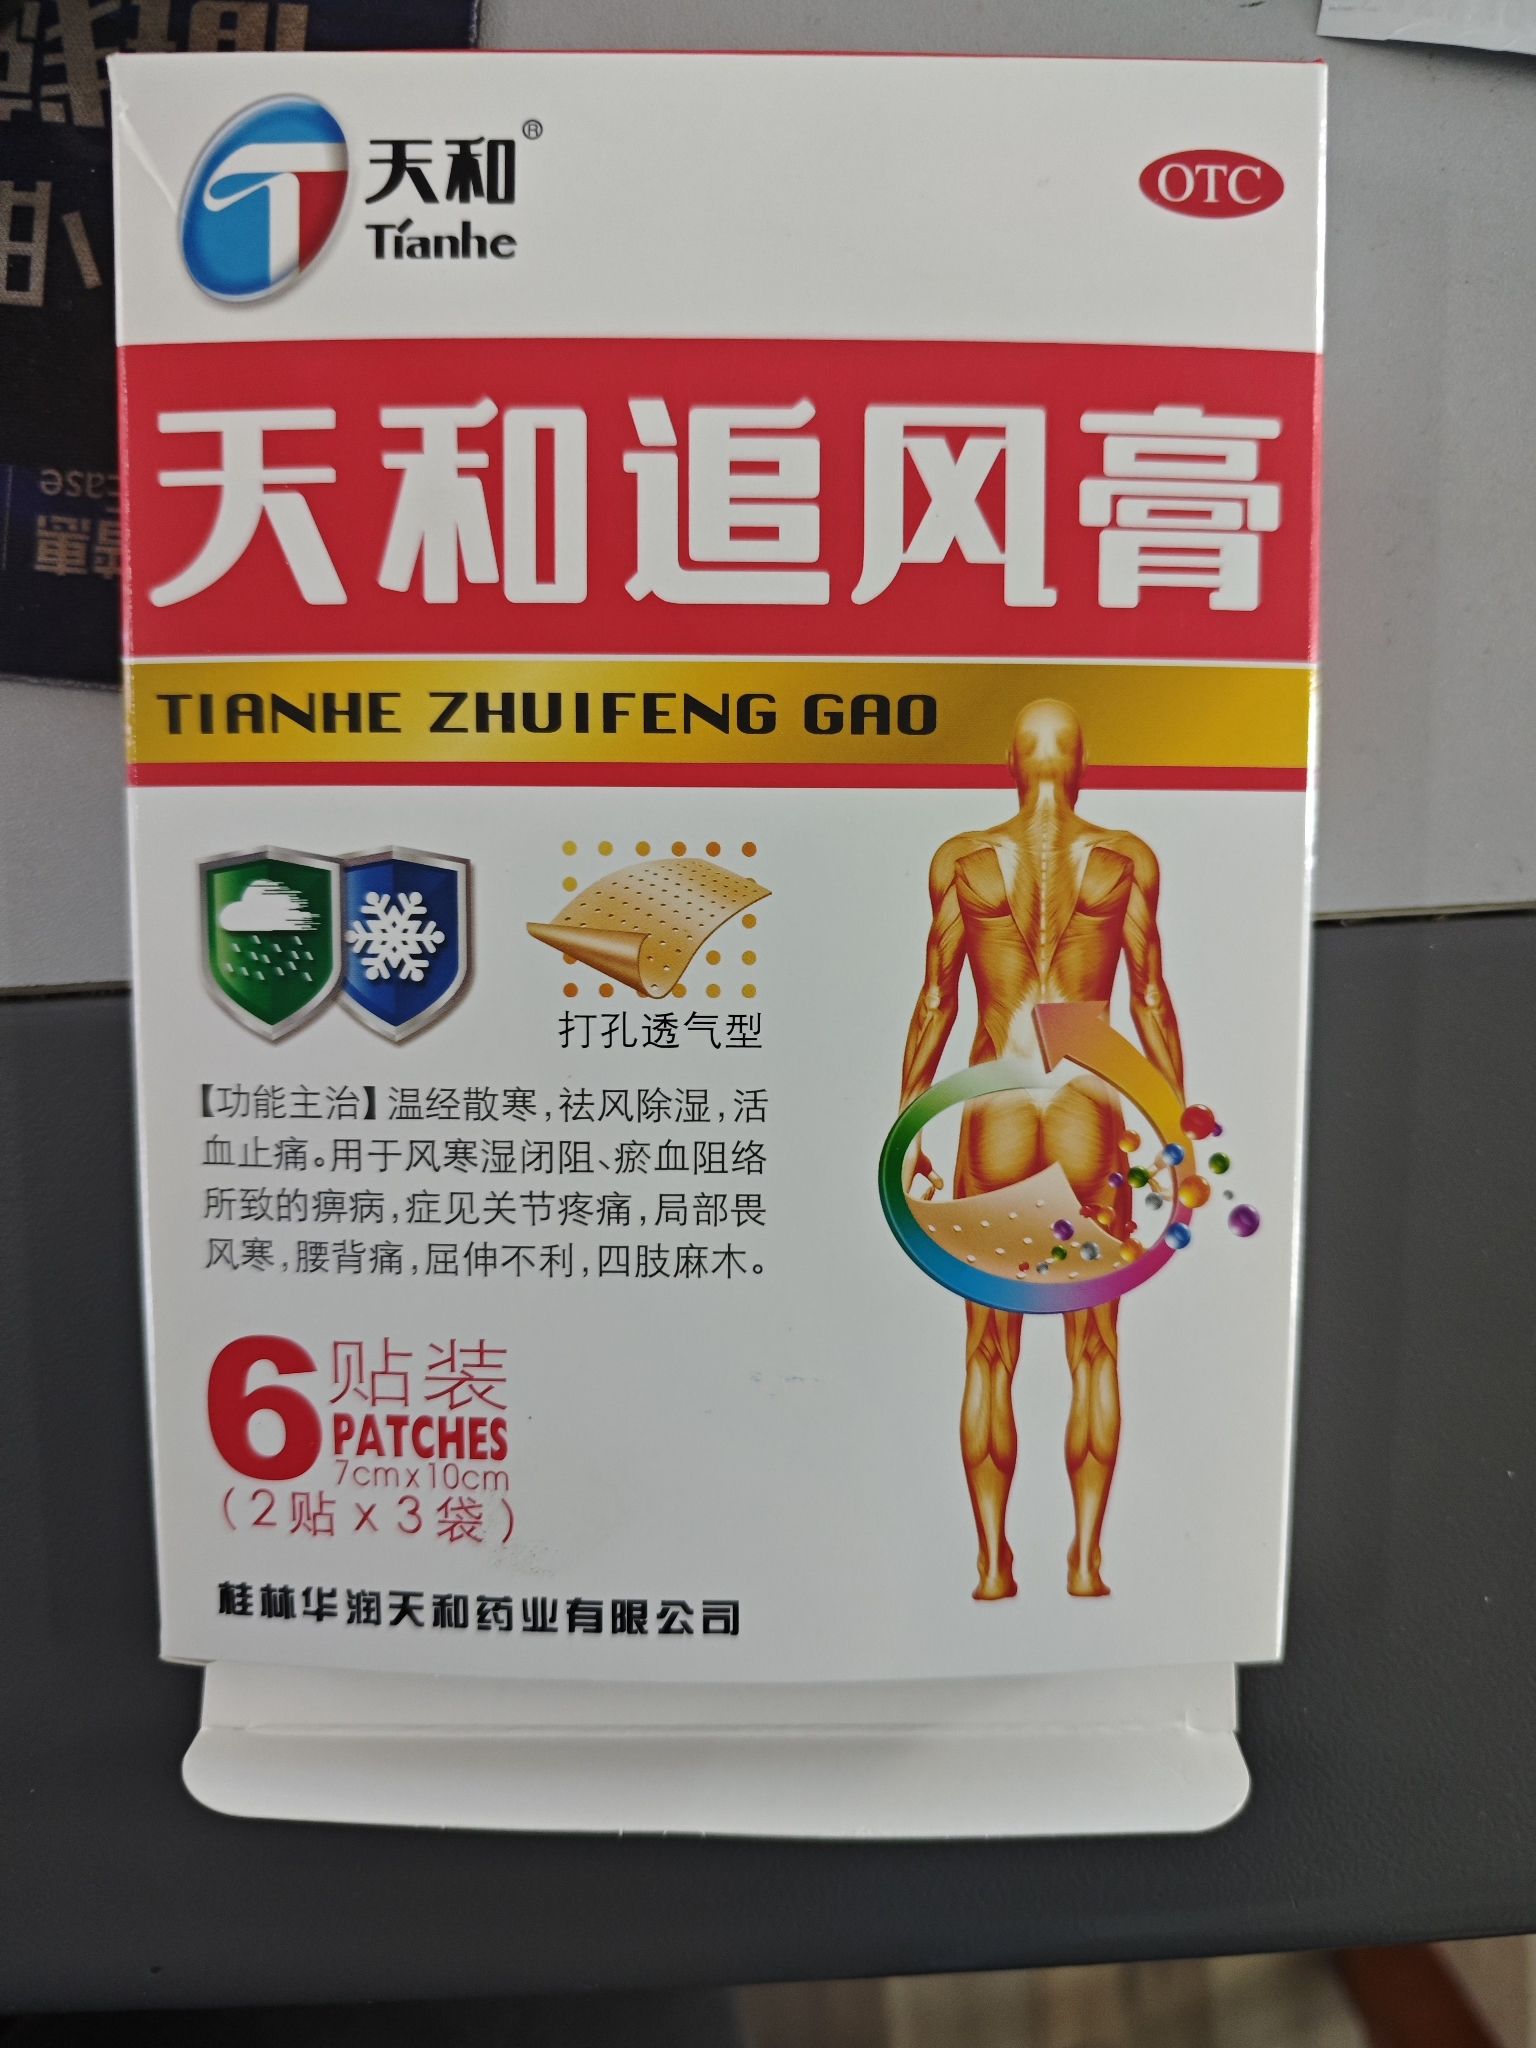 天和®
Tianhe
OTC
天和追风膏
TIANHE ZHUIFENG GAO
打孔透气型
【功能主治】温经散寒,祛风除湿,活
血止痛。用于风寒湿闭阻、瘀血阻络
所致的痹病,症见关节疼痛,局部畏
风寒,腰背痛,屈伸不利,四肢麻木。
6贴装
PATCHES
7cmx10cm
(2贴x3袋)
桂林华润天和药业有限公司